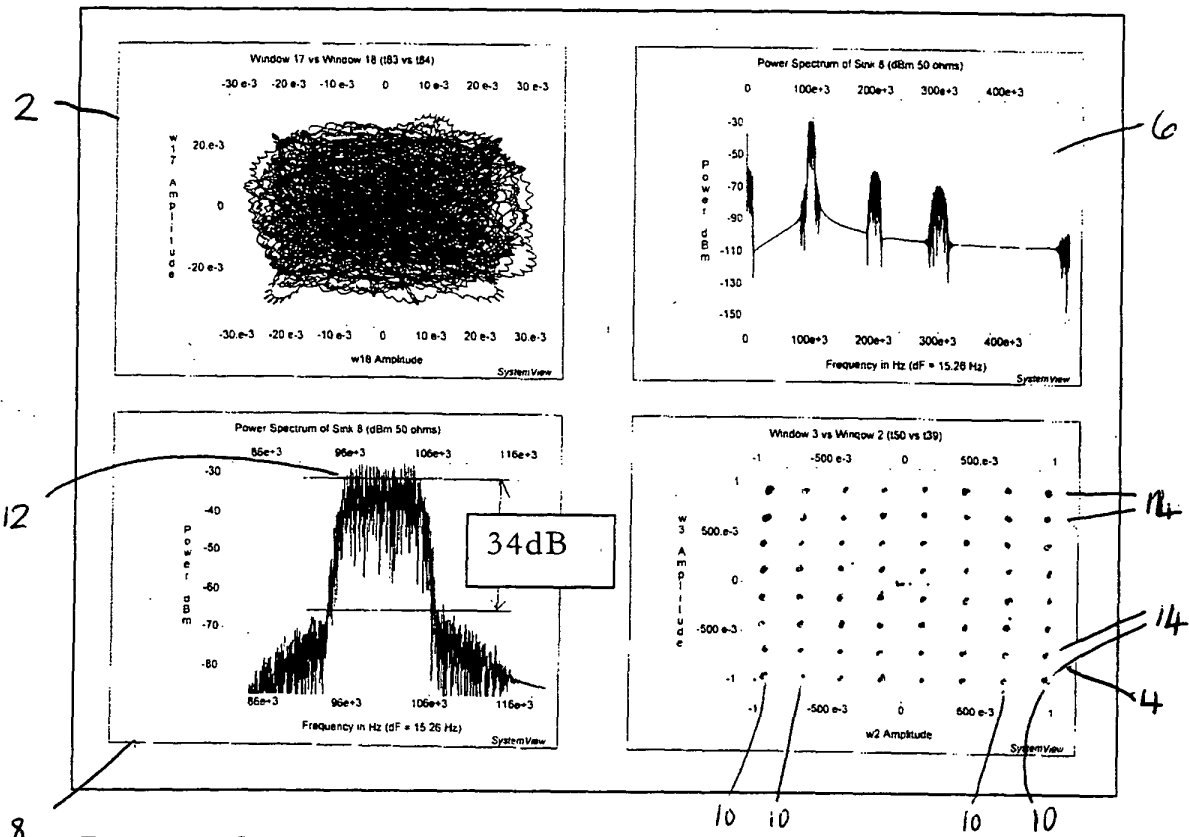 2
Window 17 vs Window 18 (t83 vs t84)
-30 e-3 -20 e-3 -10 e-3 0 10 e-3 20 e-3 30 e-3
w17 Amplitude
20.e-3
0
-20 e-3
-30.e-3 -20 e-3 -10 e-3 0 10 e-3 20 e-3 30 e-3
w18 Amplitude
SystemView
6
Power Spectrum of Sink 8 (dBm 50 ohms)
0 100e+3 200e+3 300e+3 400e+3
Power dBm
-30
-50
-70
-90
-110
-130
-150
0 100e+3 200e+3 300e+3 400e+3
Frequency in Hz (dF = 15.26 Hz)
SystemView
12
8
Power Spectrum of Sink 8 (dBm 50 ohms)
86e+3 96e+3 106e+3 116e+3
Power dBm
-30
-40
-50
-60
-70
-80
34dB
86e+3 96e+3 106e+3 116e+3
Frequency in Hz (dF = 15.26 Hz)
SystemView
Window 3 vs Window 2 (t50 vs t39)
-1 -500 e-3 0 500.e-3 1
w3 Amplitude
1
500.e-3
0
-500 e-3
-1
-1 -500 e-3 0 500 e-3 1
w2 Amplitude
SystemView
14
14
4
10 10 10 10